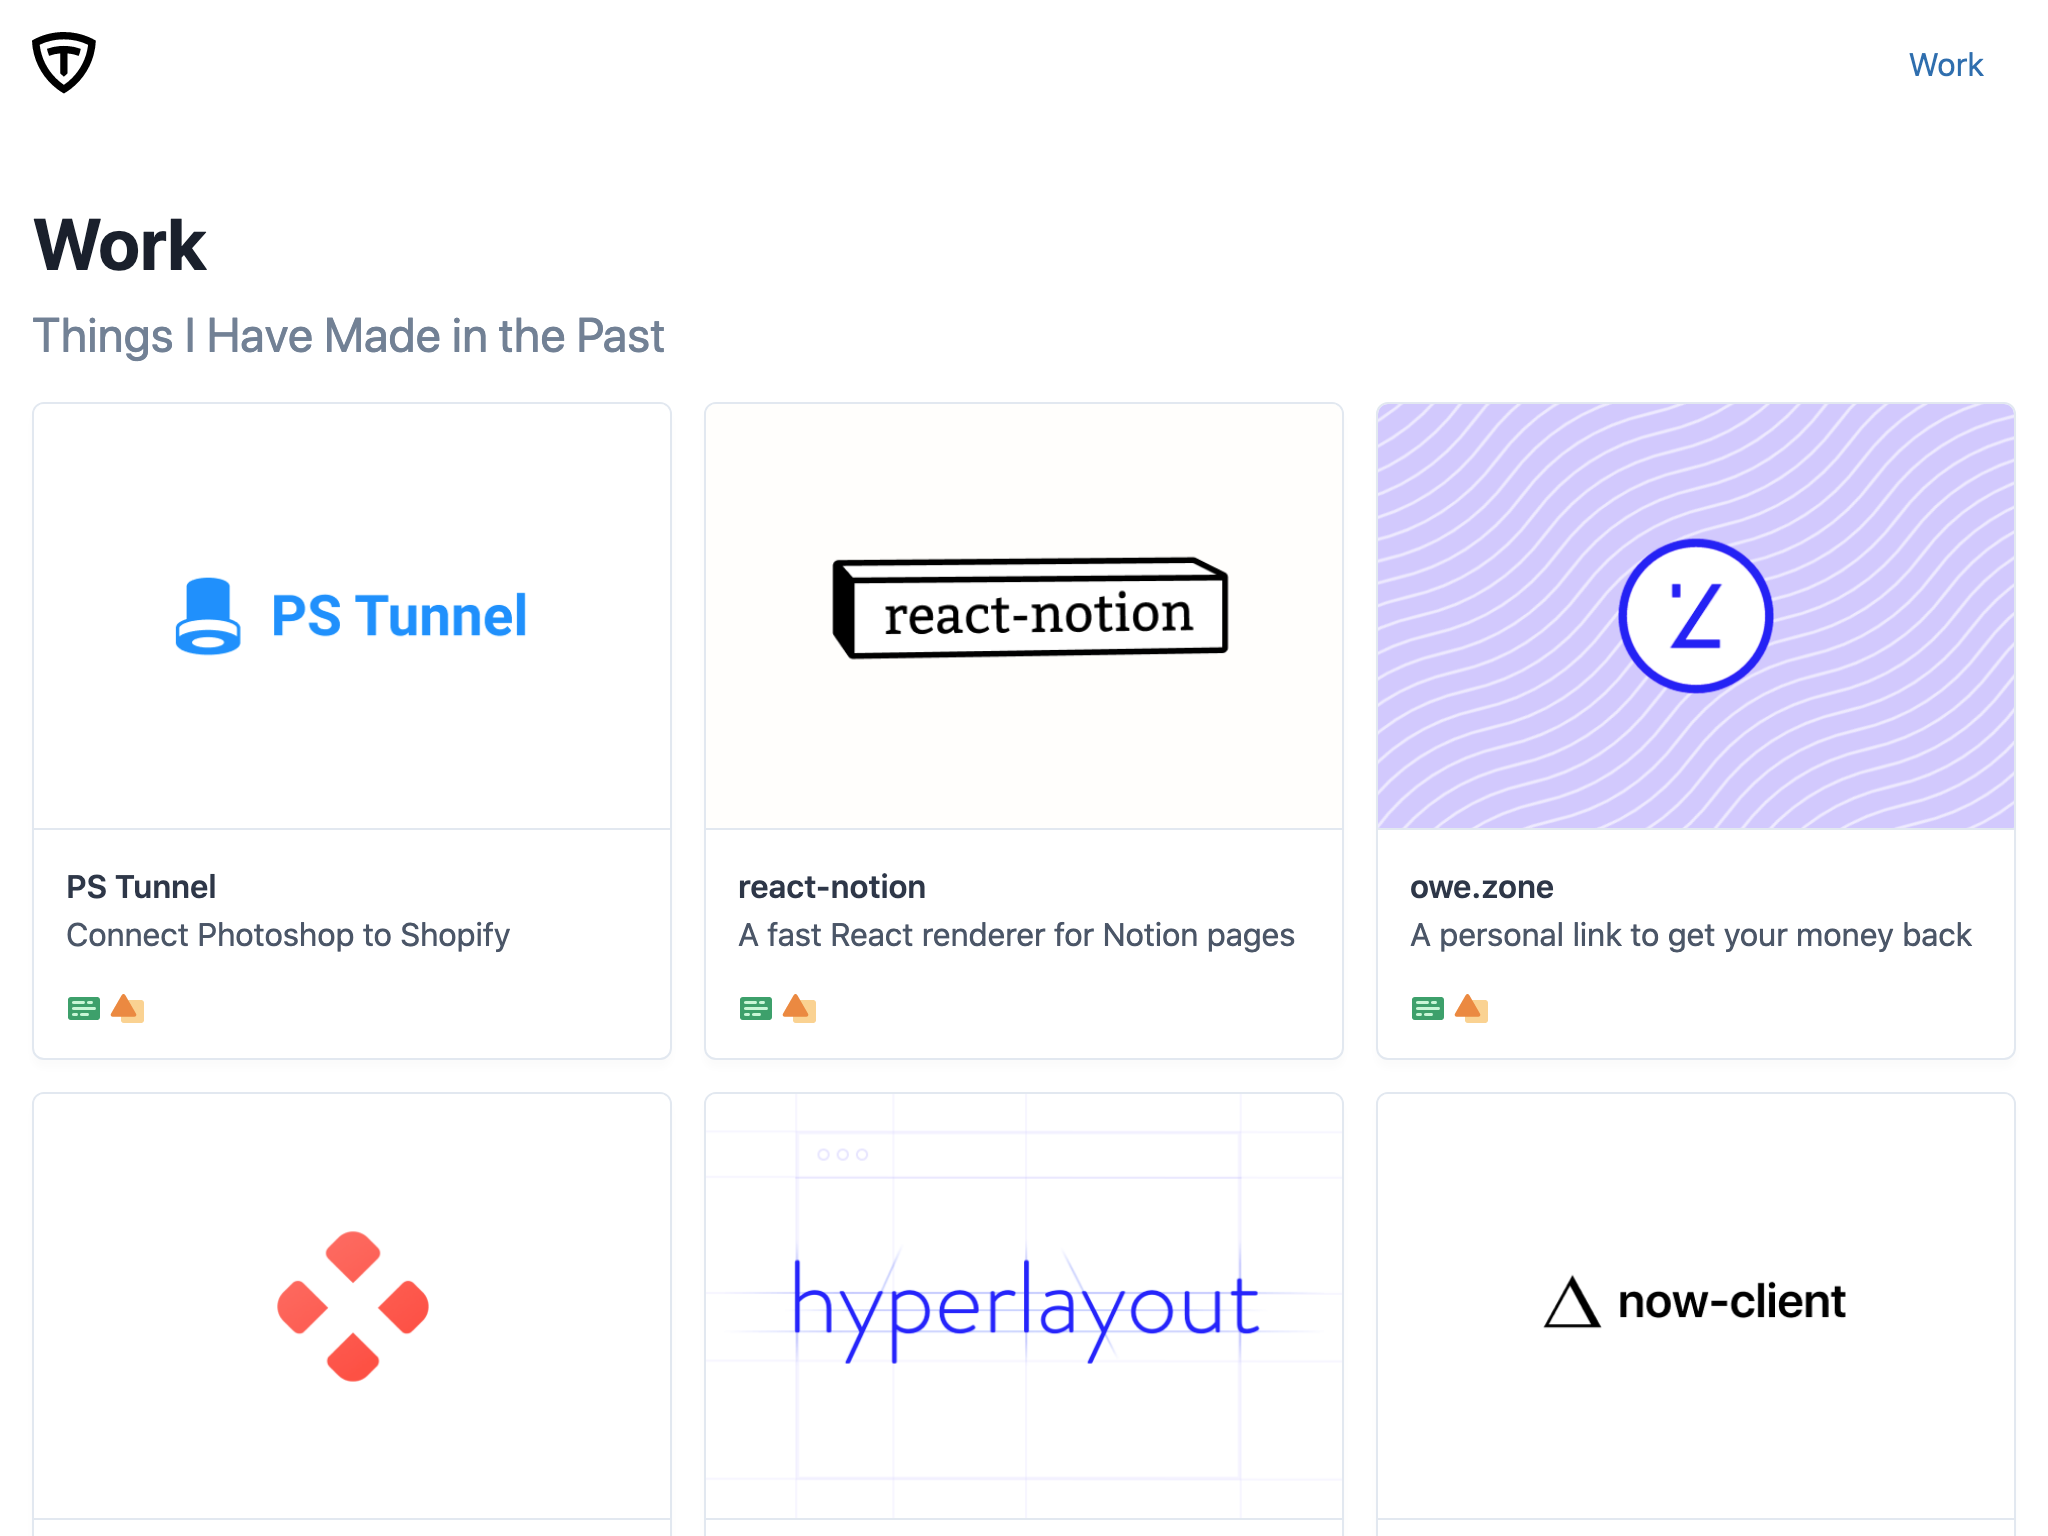 T
Work
Work
Things I Have Made in the Past
PS Tunnel
react-notion
Z
PS Tunnel
Connect Photoshop to Shopify
react-notion
A fast React renderer for Notion pages
owe.zone
A personal link to get your money back
hyperlayout
now-client